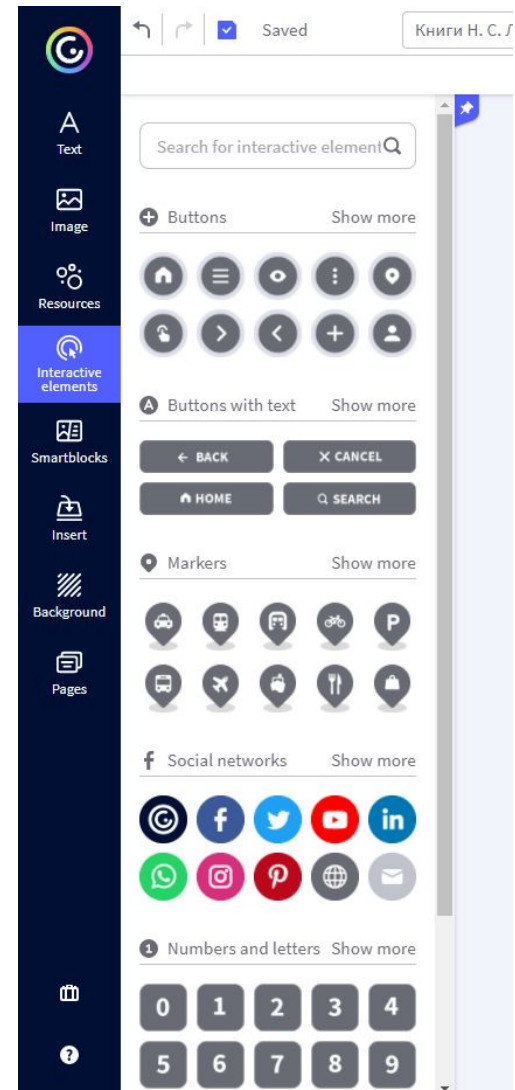 Saved
Книги Н. С. Л
Text
Search for interactive element
Image
Buttons Show more
Resources
Interactive
elements
Buttons with text Show more
Smartblocks
BACK CANCEL
HOME SEARCH
Insert
Markers Show more
Background
P
Pages
Social networks Show more
Numbers and letters Show more
0 1 2 3 4
5 6 7 8 9